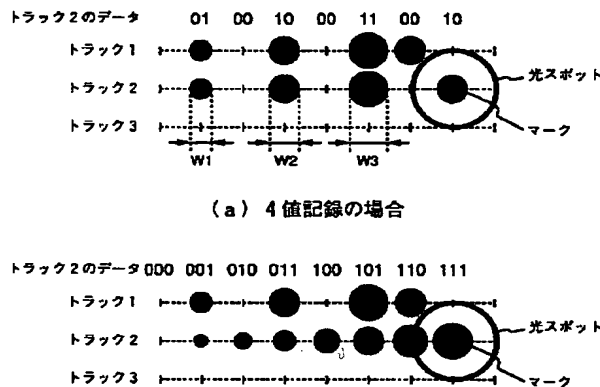 トラック2のデータ 01 00 10 00 11 00 10
トラック1
トラック2
トラック3
光スポット
マーク
W1 W2 W3
(a) 4値記録の場合
トラック2のデータ 000 001 010 011 100 101 110 111
トラック1
トラック2
トラック3
光スポット
マーク